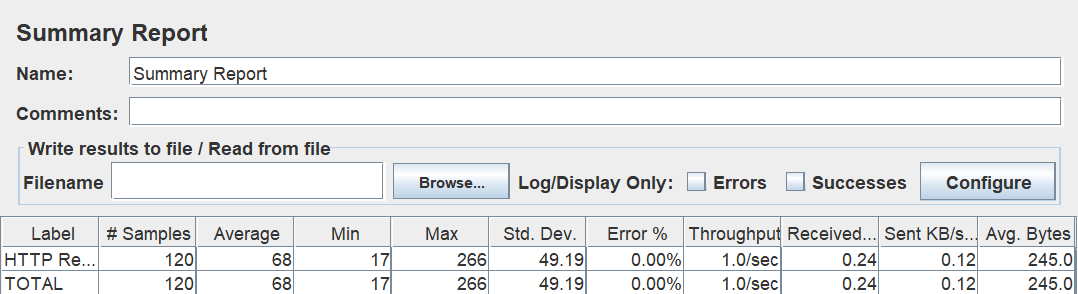 Summary Report
Name: Summary Report
Comments:
Write results to file / Read from file
Filename Browse... Log/Display Only: Errors Successes Configure
Label # Samples Average Min Max Std. Dev. Error % Throughput Received... Sent KB/s... Avg. Bytes
HTTP Re... 120 68 17 266 49.19 0.00% 1.0/sec 0.24 0.12 245.0
TOTAL 120 68 17 266 49.19 0.00% 1.0/sec 0.24 0.12 245.0